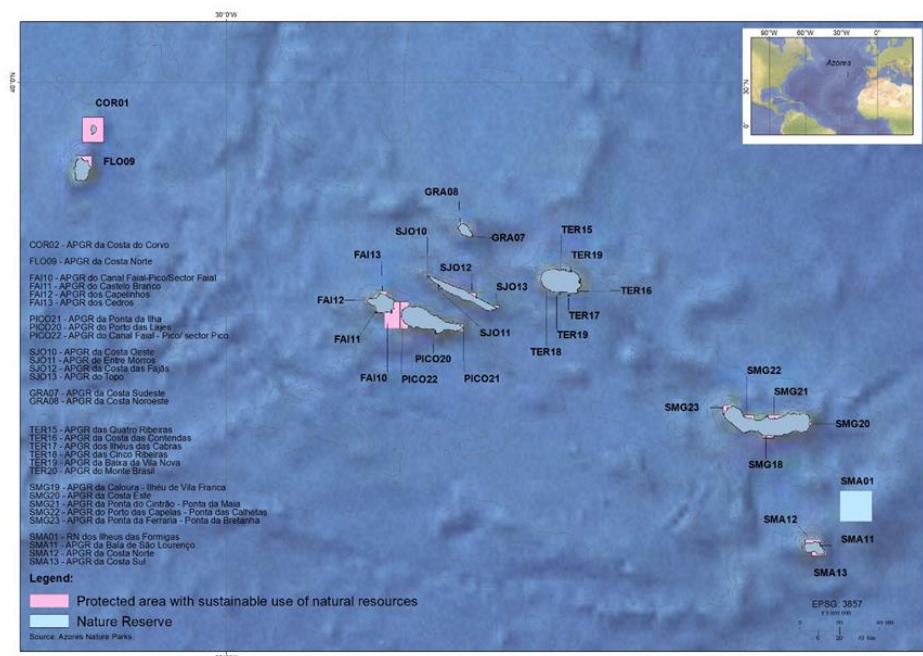 30°0'W
90°W 60°W 30°W 0°
Azores
30°N
0°
40°0'N
COR01
FLO09
GRA08
GRA07
SJO10
SJO12
SJO13
SJO11
TER15
TER19
TER16
TER17
TER19
TER18
FAI13
FAI12
FAI11
FAI10
PICO22
PICO20
PICO21
SMG22
SMG21
SMG23
SMG20
SMG18
SMA01
SMA12
SMA11
SMA13
COR02 - APGR da Costa do Corvo
FLO09 - APGR da Costa Norte
FAI10 - APGR do Canal Faial-Pico/Sector Faial
FAI11 - APGR do Castelo Branco
FAI12 - APGR dos Capelinhos
FAI13 - APGR dos Cedros
PICO21 - APGR da Ponta da Ilha
PICO20 - APGR do Porto das Lajes
PICO22 - APGR do Canal Faial - Pico/ sector Pico
SJO10 - APGR da Costa Oeste
SJO11 - APGR de Entre Morros
SJO12 - APGR da Costa das Fajãs
SJO13 - APGR do Topo
GRA07 - APGR da Costa Sudeste
GRA08 - APGR da Costa Noroeste
TER15 - APGR das Quatro Ribeiras
TER16 - APGR da Costa das Contendas
TER17 - APGR dos Ilhéus das Cabras
TER18 - APGR das Cinco Ribeiras
TER19 - APGR da Baixa da Vila Nova
TER20 - APGR do Monte Brasil
SMG19 - APGR da Caloura - Ilhéu de Vila Franca
SMG20 - APGR da Costa Este
SMG21 - APGR da Ponta do Cintrão - Ponta da Maia
SMG22 - APGR do Porto das Capelas - Ponta das Calhetas
SMG23 - APGR da Ponta da Ferraria - Ponta da Bretanha
SMA01 - RN dos Ilheus das Formigas
SMA11 - APGR da Baía de São Lourenço
SMA12 - APGR da Costa Norte
SMA13 - APGR da Costa Sul
Legend:
Protected area with sustainable use of natural resources
Nature Reserve
Source: Azores Nature Parks.
EPSG: 3857